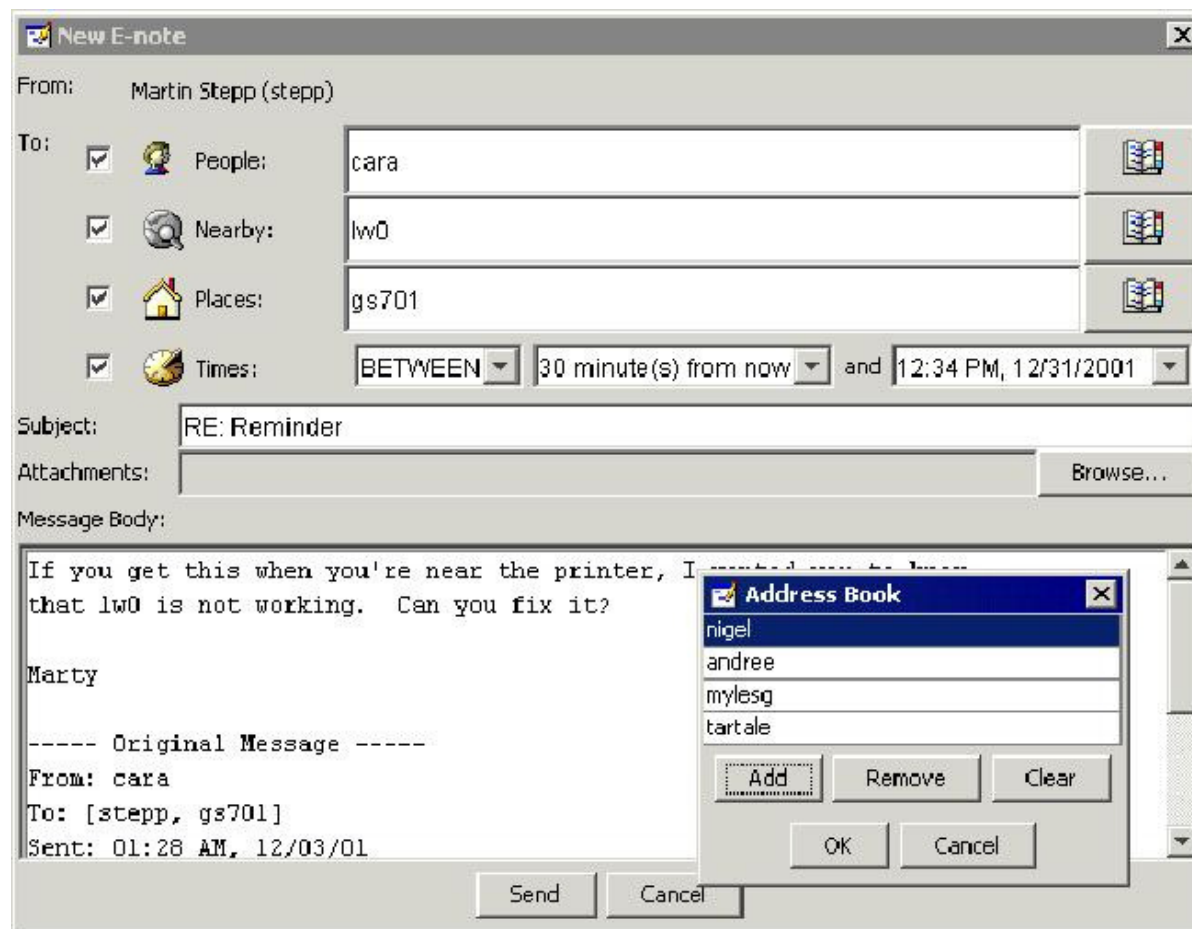 New E-note
From: Martin Stepp (stepp)
To:
People: cara
Nearby: lw0
Places: gs701
Times: BETWEEN 30 minute(s) from now and 12:34 PM, 12/31/2001
Subject: RE: Reminder
Attachments: Browse...
Message Body:
If you get this when you're near the printer, I wanted you to know
that lw0 is not working. Can you fix it?
Marty
----- Original Message -----
From: cara
To: [stepp, gs701]
Sent: 01:28 AM, 12/03/01
Address Book
nigel
andree
mylesg
tartale
Add Remove Clear
OK Cancel
Send Cancel